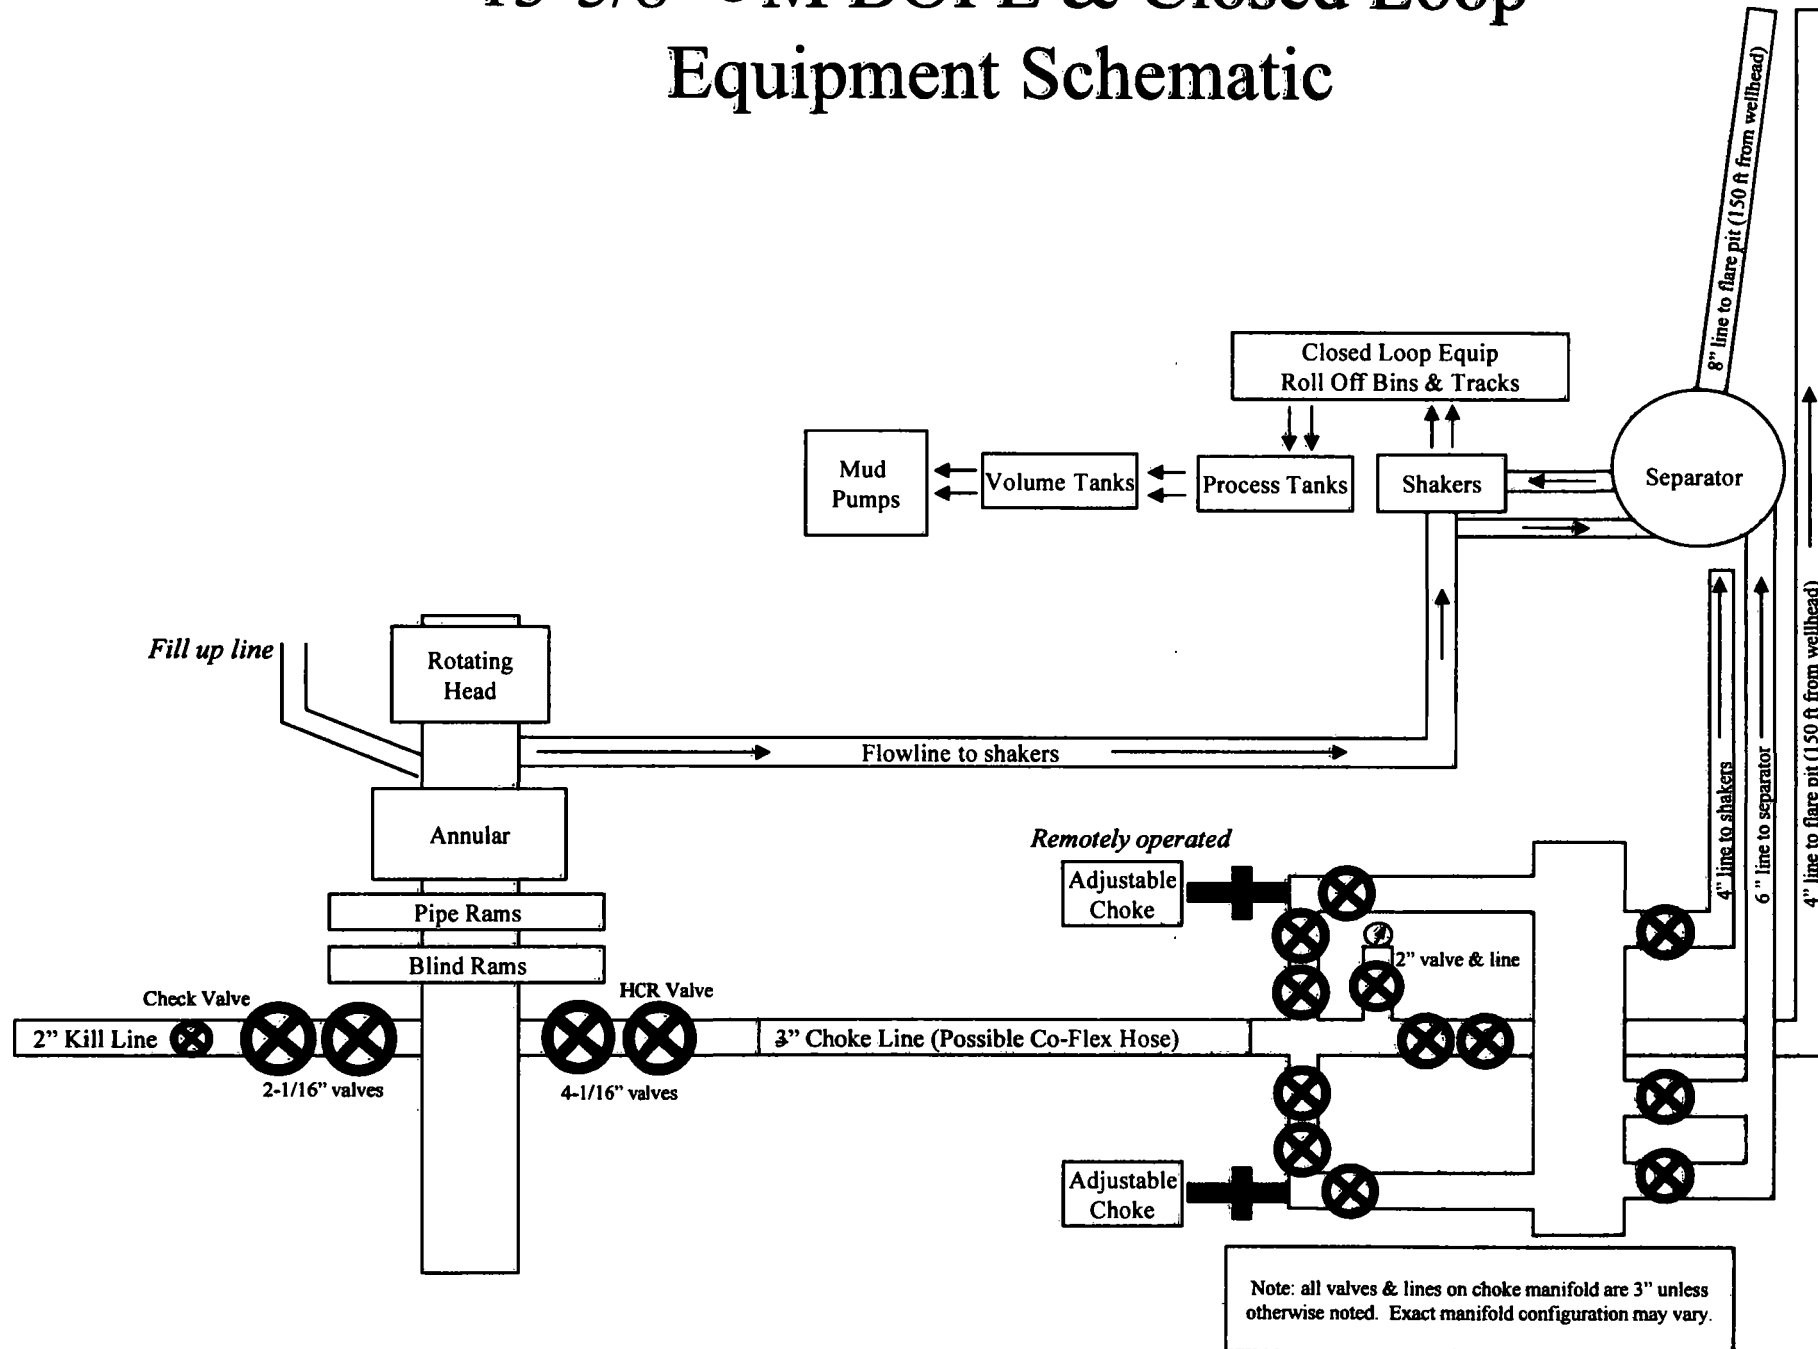 & Closed Loop
Equipment Schematic
8” line to flare pit (150 ft from wellhead)
Closed Loop Equip
Roll Off Bins & Tracks
Mud
Pumps
Volume Tanks
Process Tanks
Shakers
Separator
Fill up line
Rotating
Head
Flowline to shakers
Annular
Pipe Rams
Blind Rams
Remotely operated
Adjustable
Choke
2” valve & line
4” line to shakers
6 ” line to separator
4” line to flare pit (150 ft from wellhead)
Check Valve
HCR Valve
2” Kill Line
3” Choke Line (Possible Co-Flex Hose)
2-1/16” valves
4-1/16” valves
Adjustable
Choke
Note: all valves & lines on choke manifold are 3” unless
otherwise noted. Exact manifold configuration may vary.